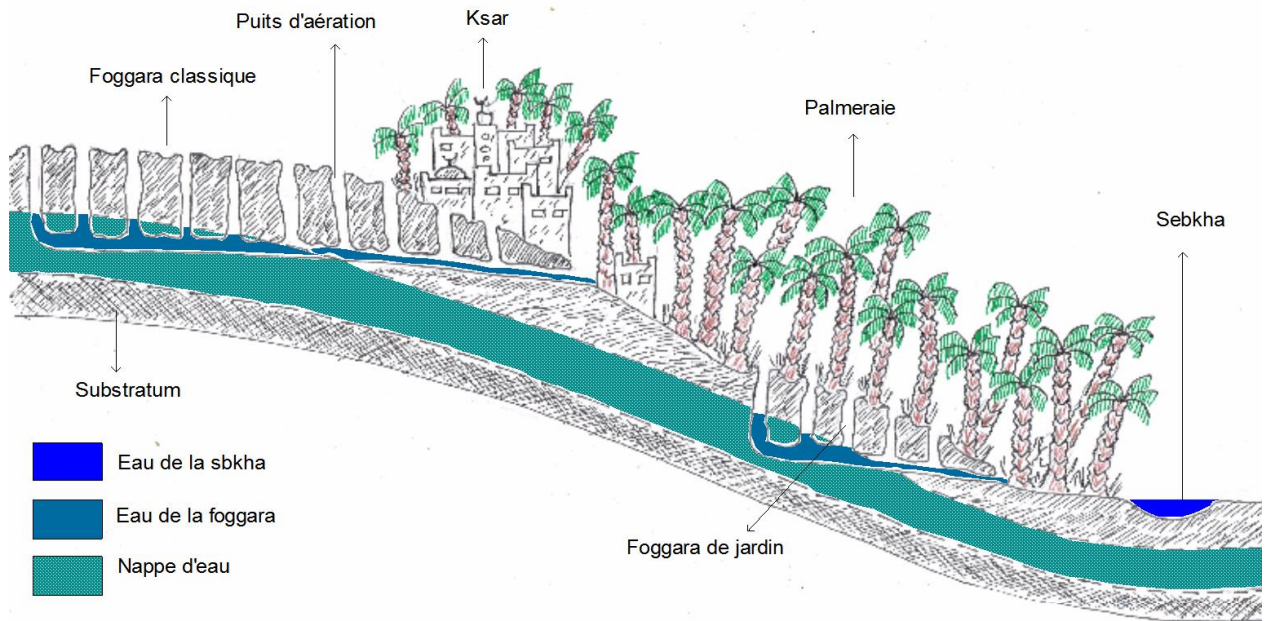 Puits d'aération
Ksar
Foggara classique
Palmeraie
Sebkha
Substratum
Eau de la sbkha
Eau de la foggara
Foggara de jardin
Nappe d'eau